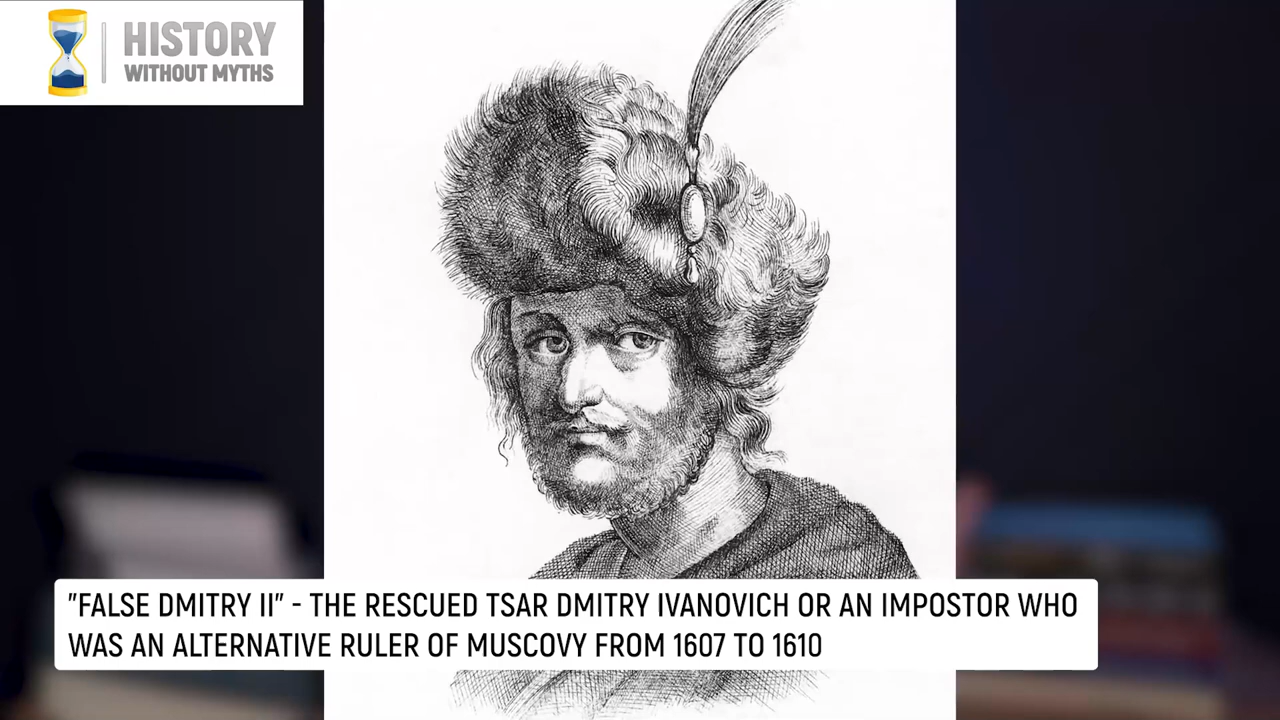 HISTORY
WITHOUT MYTHS
"FALSE DMITRY II" - THE RESCUED TSAR DMITRY IVANOVICH OR AN IMPOSTOR WHO
WAS AN ALTERNATIVE RULER OF MUSCOVY FROM 1607 TO 1610